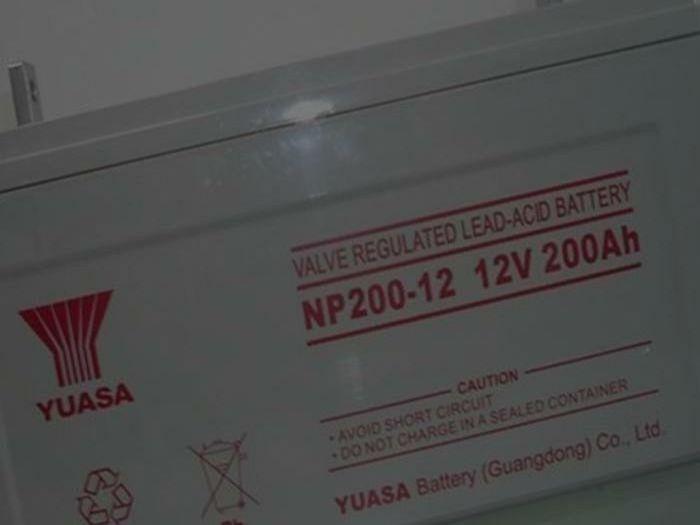 VALVE REGULATED LEAD-ACID BATTERY
NP200-12 12V 200Ah
YUASA
CAUTION
• AVOID SHORT CIRCUIT
• DO NOT CHARGE IN A SEALED CONTAINER
YUASA Battery (Guangdong) Co., Ltd.